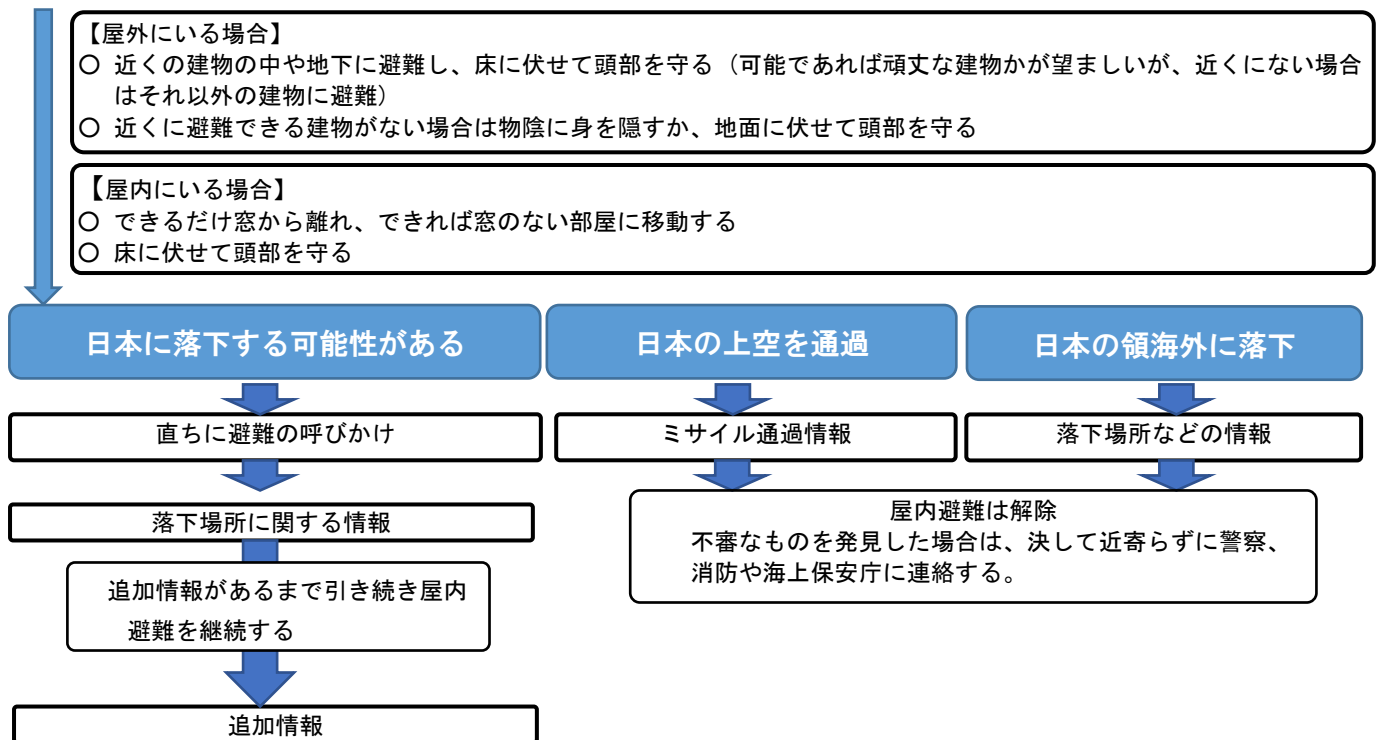 【屋外にいる場合】
〇 近くの建物の中や地下に避難し、床に伏せて頭部を守る（可能であれば頑丈な建物かが望ましいが、近くにない場合
はそれ以外の建物に避難）
〇 近くに避難できる建物がない場合は物陰に身を隠すか、地面に伏せて頭部を守る
【屋内にいる場合】
〇 できるだけ窓から離れ、できれば窓のない部屋に移動する
〇 床に伏せて頭部を守る
日本に落下する可能性がある
日本の上空を通過
日本の領海外に落下
直ちに避難の呼びかけ
ミサイル通過情報
落下場所などの情報
落下場所に関する情報
屋内避難は解除
不審なものを発見した場合は、決して近寄らずに警察、
消防や海上保安庁に連絡する。
追加情報があるまで引き続き屋内
避難を継続する
追加情報